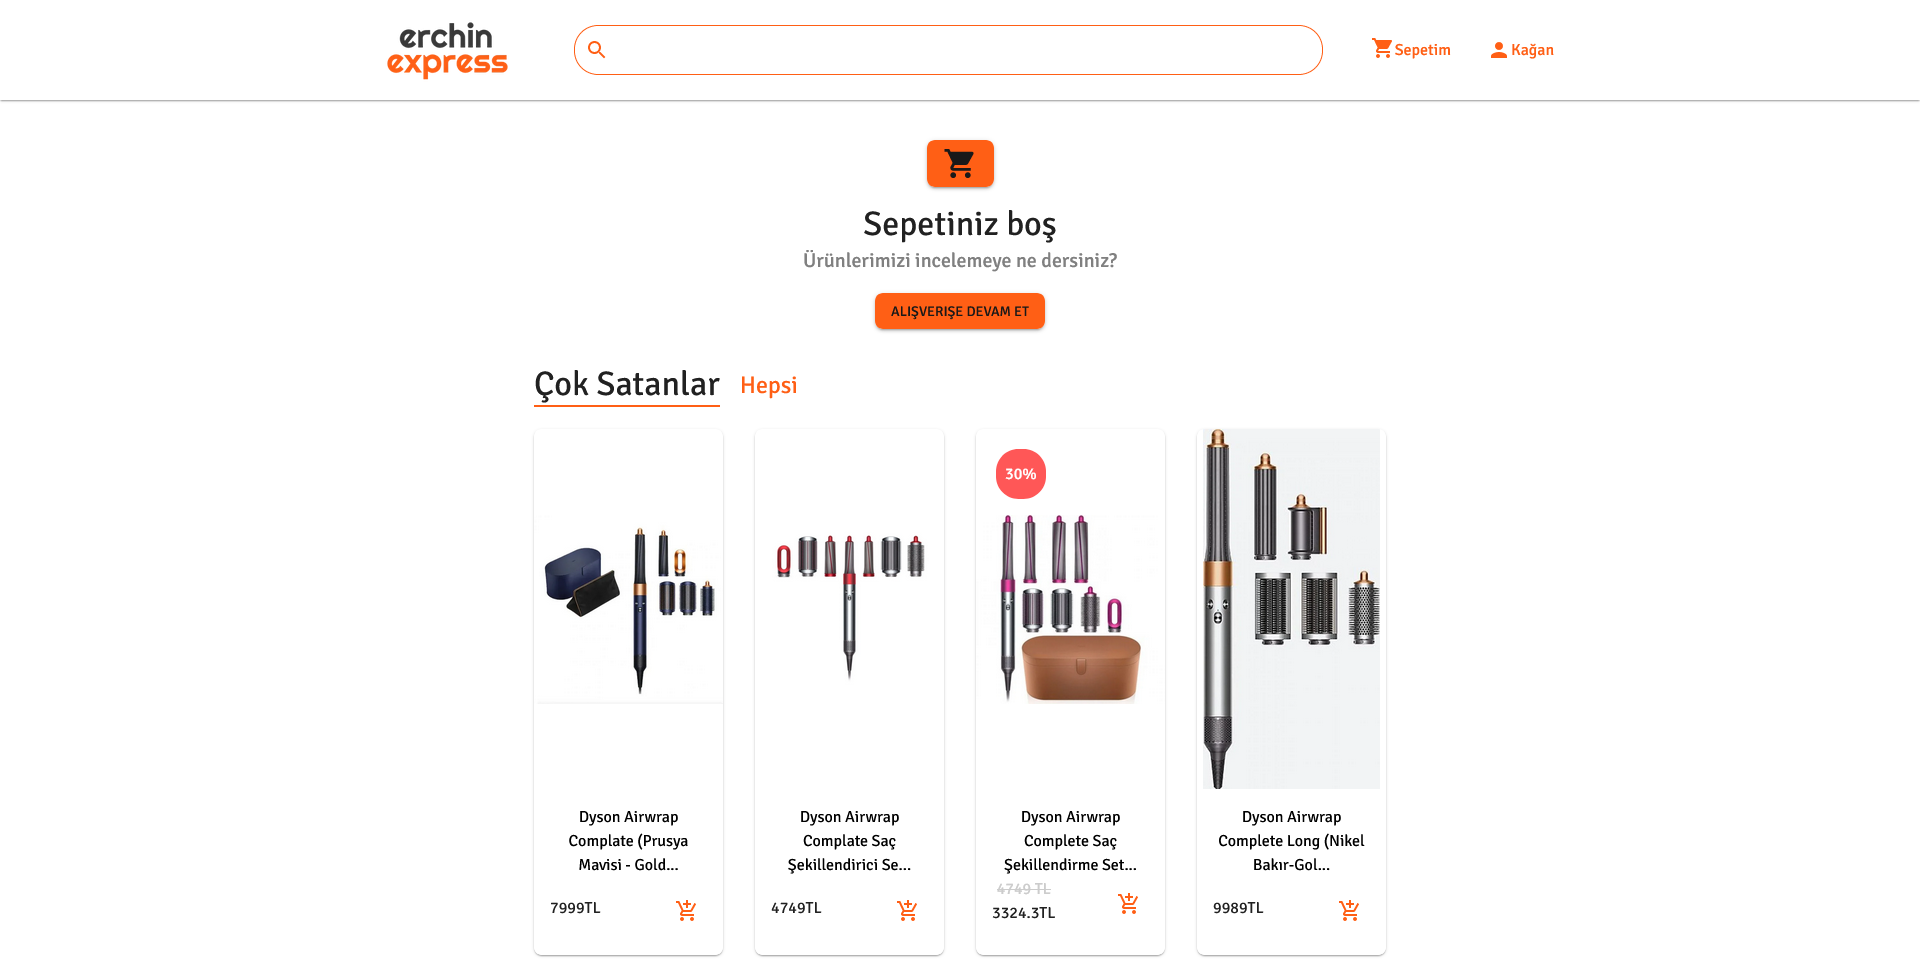 erchin
express
Sepetim
Kağan
Sepetiniz boş
Ürünlerimizi incelemeye ne dersiniz?
ALIŞVERIŞE DEVAM ET
Çok Satanlar
Hepsi
30%
Dyson Airwrap
Complate (Prusya
Mavisi - Gold...
7999TL
Dyson Airwrap
Complate Saç
Şekillendirici Se...
4749TL
Dyson Airwrap
Complete Saç
Şekillendirme Set...
4749 TL
3324.3TL
Dyson Airwrap
Complete Long (Nikel
Bakır-Gol...
9989TL